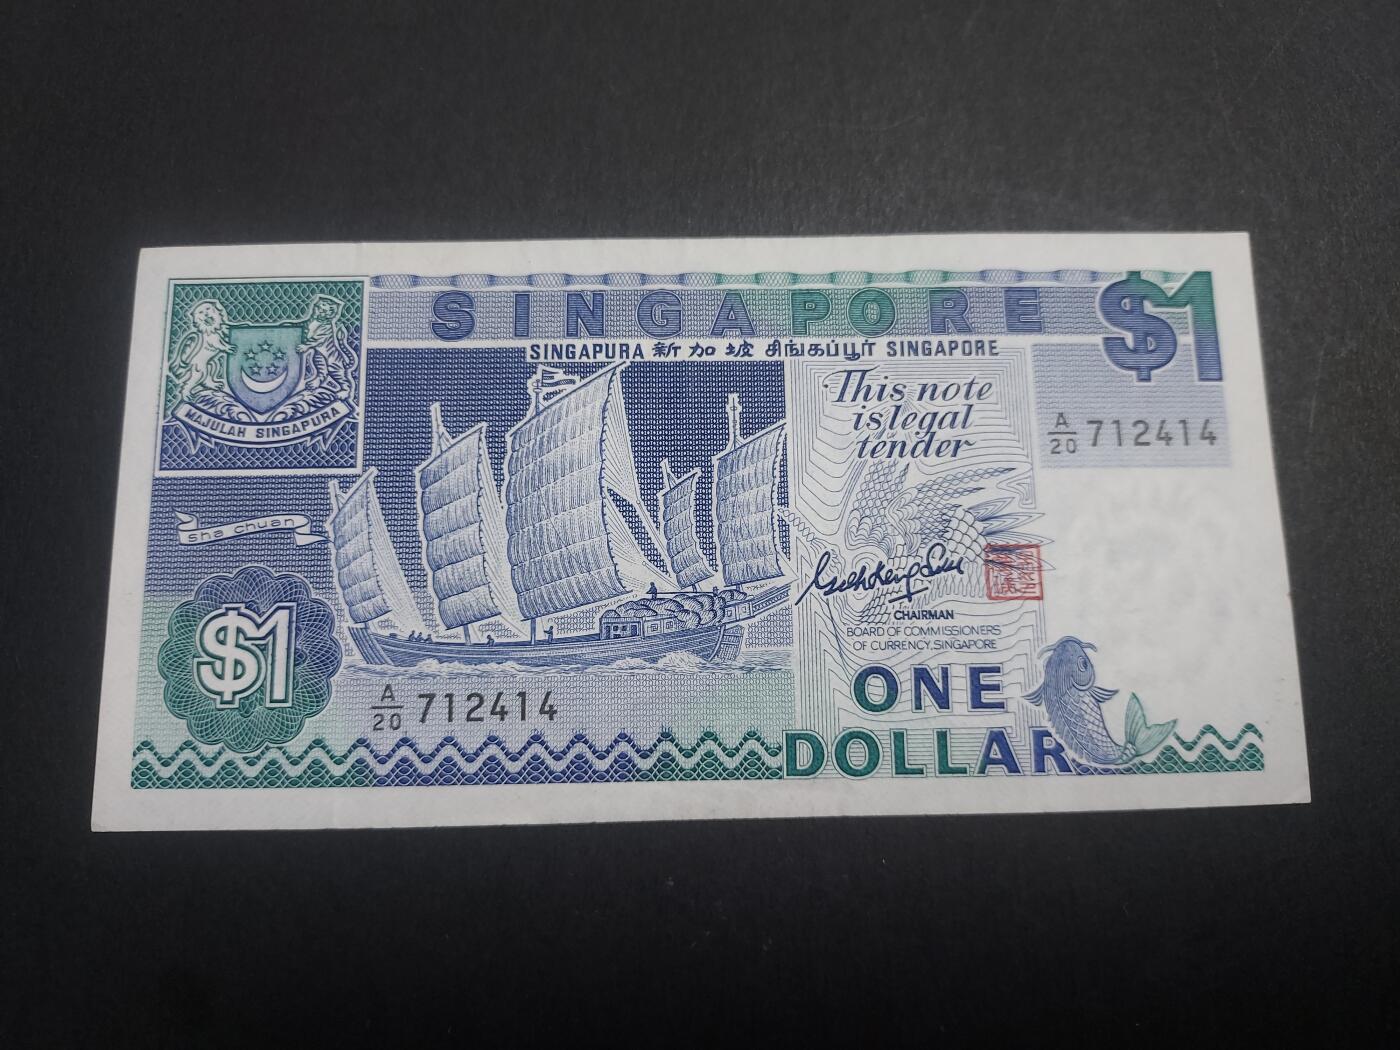 SINGAPORE
$1
SINGAPURA 新加坡 சிங்கப்பூர் SINGAPORE
MAJULAH SINGAPURA
This note
is legal
tender
A/20 712414
sha chuan
CHAIRMAN
BOARD OF COMMISSIONERS
OF CURRENCY, SINGAPORE
$1
ONE
A/20 712414
DOLLAR